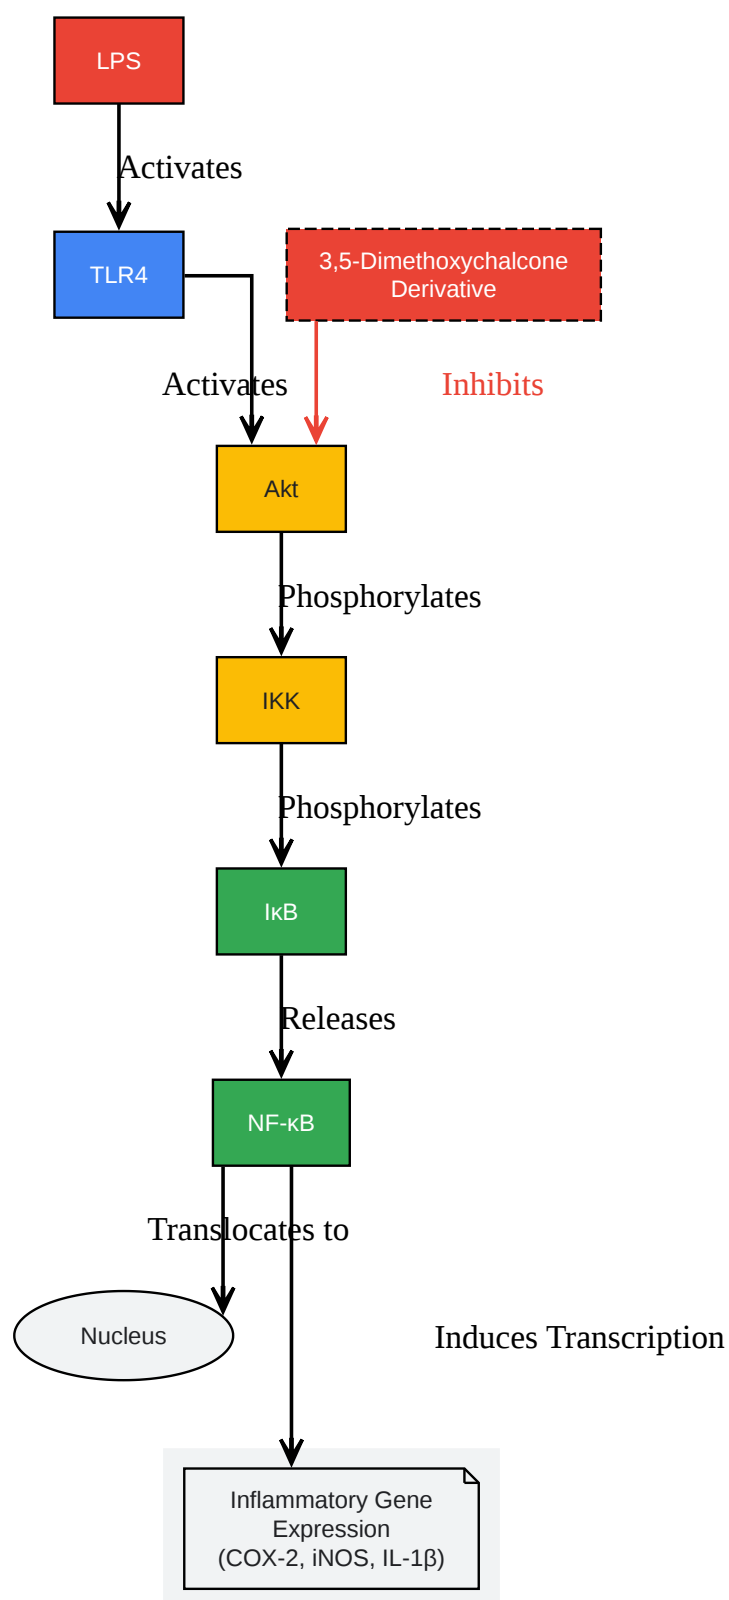 LPS
Activates
TLR4
3,5-Dimethoxychalcone
Derivative
Activates
Inhibits
Akt
Phosphorylates
IKK
Phosphorylates
IκB
Releases
NF-κB
Translocates to
Nucleus
Induces Transcription
Inflammatory Gene
Expression
(COX-2, iNOS, IL-1β)